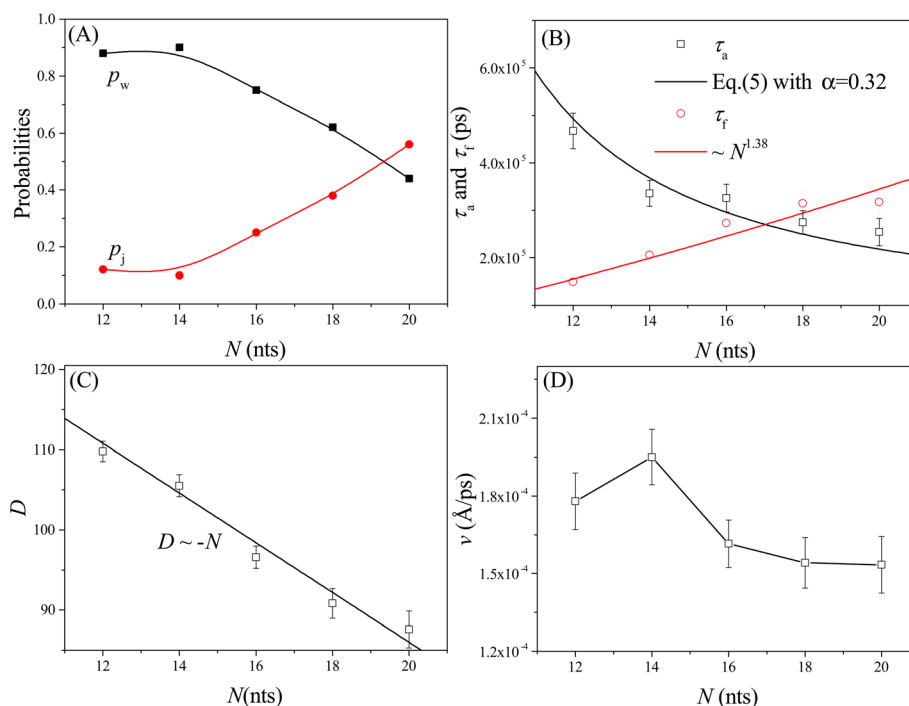 (A)
1.0
0.8
0.6
0.4
0.2
0.0
Probabilities
p_w
p_j
12 14 16 18 20
N (nts)
(B)
6.0x10^5
4.0x10^5
2.0x10^5
τ_a and τ_f (ps)
τ_a
Eq.(5) with α=0.32
τ_f
~ N^1.38
12 14 16 18 20
N (nts)
(C)
120
110
100
90
D
D ~ -N
12 14 16 18 20
N(nts)
(D)
2.1x10^-4
1.8x10^-4
1.5x10^-4
1.2x10^-4
v (Å/ps)
12 14 16 18 20
N (nts)